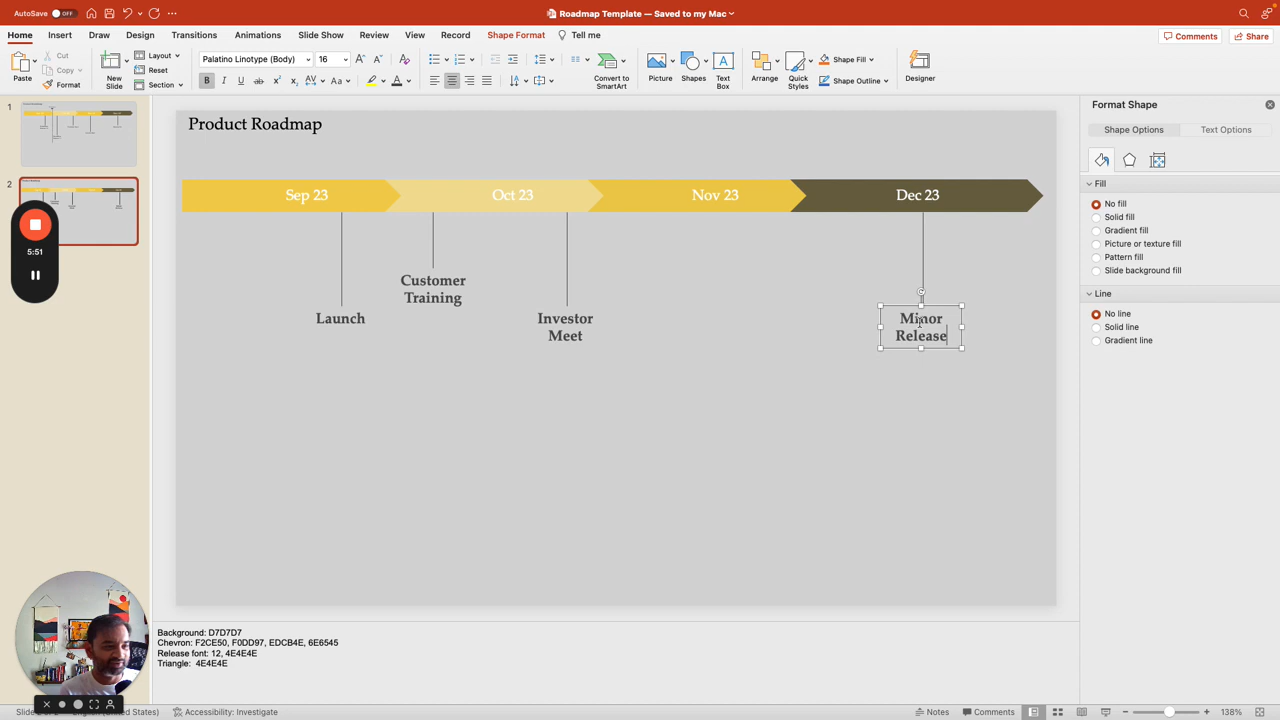 AutoSave OFF
Roadmap Template — Saved to my Mac
Home Insert Draw Design Transitions Animations Slide Show Review View Record Shape Format Tell me
Comments Share
Paste
Cut
Copy
Format
New Slide
Layout
Reset
Section
Palatino Linotype (Body) 16
Convert to SmartArt
Picture
Shapes
Text Box
Arrange
Quick Styles
Shape Fill
Shape Outline
Designer
1
2
5:51
Product Roadmap
Sep 23 Oct 23 Nov 23 Dec 23
Customer
Training
Launch
Investor
Meet
Minor
Release
Format Shape
Shape Options Text Options
Fill
No fill
Solid fill
Gradient fill
Picture or texture fill
Pattern fill
Slide background fill
Line
No line
Solid line
Gradient line
Background: D7D7D7
Chevron: F2CE50, F0DD97, EDCB4E, 6E6545
Release font: 12, 4E4E4E
Triangle: 4E4E4E
Accessibility: Investigate
Notes Comments 138%